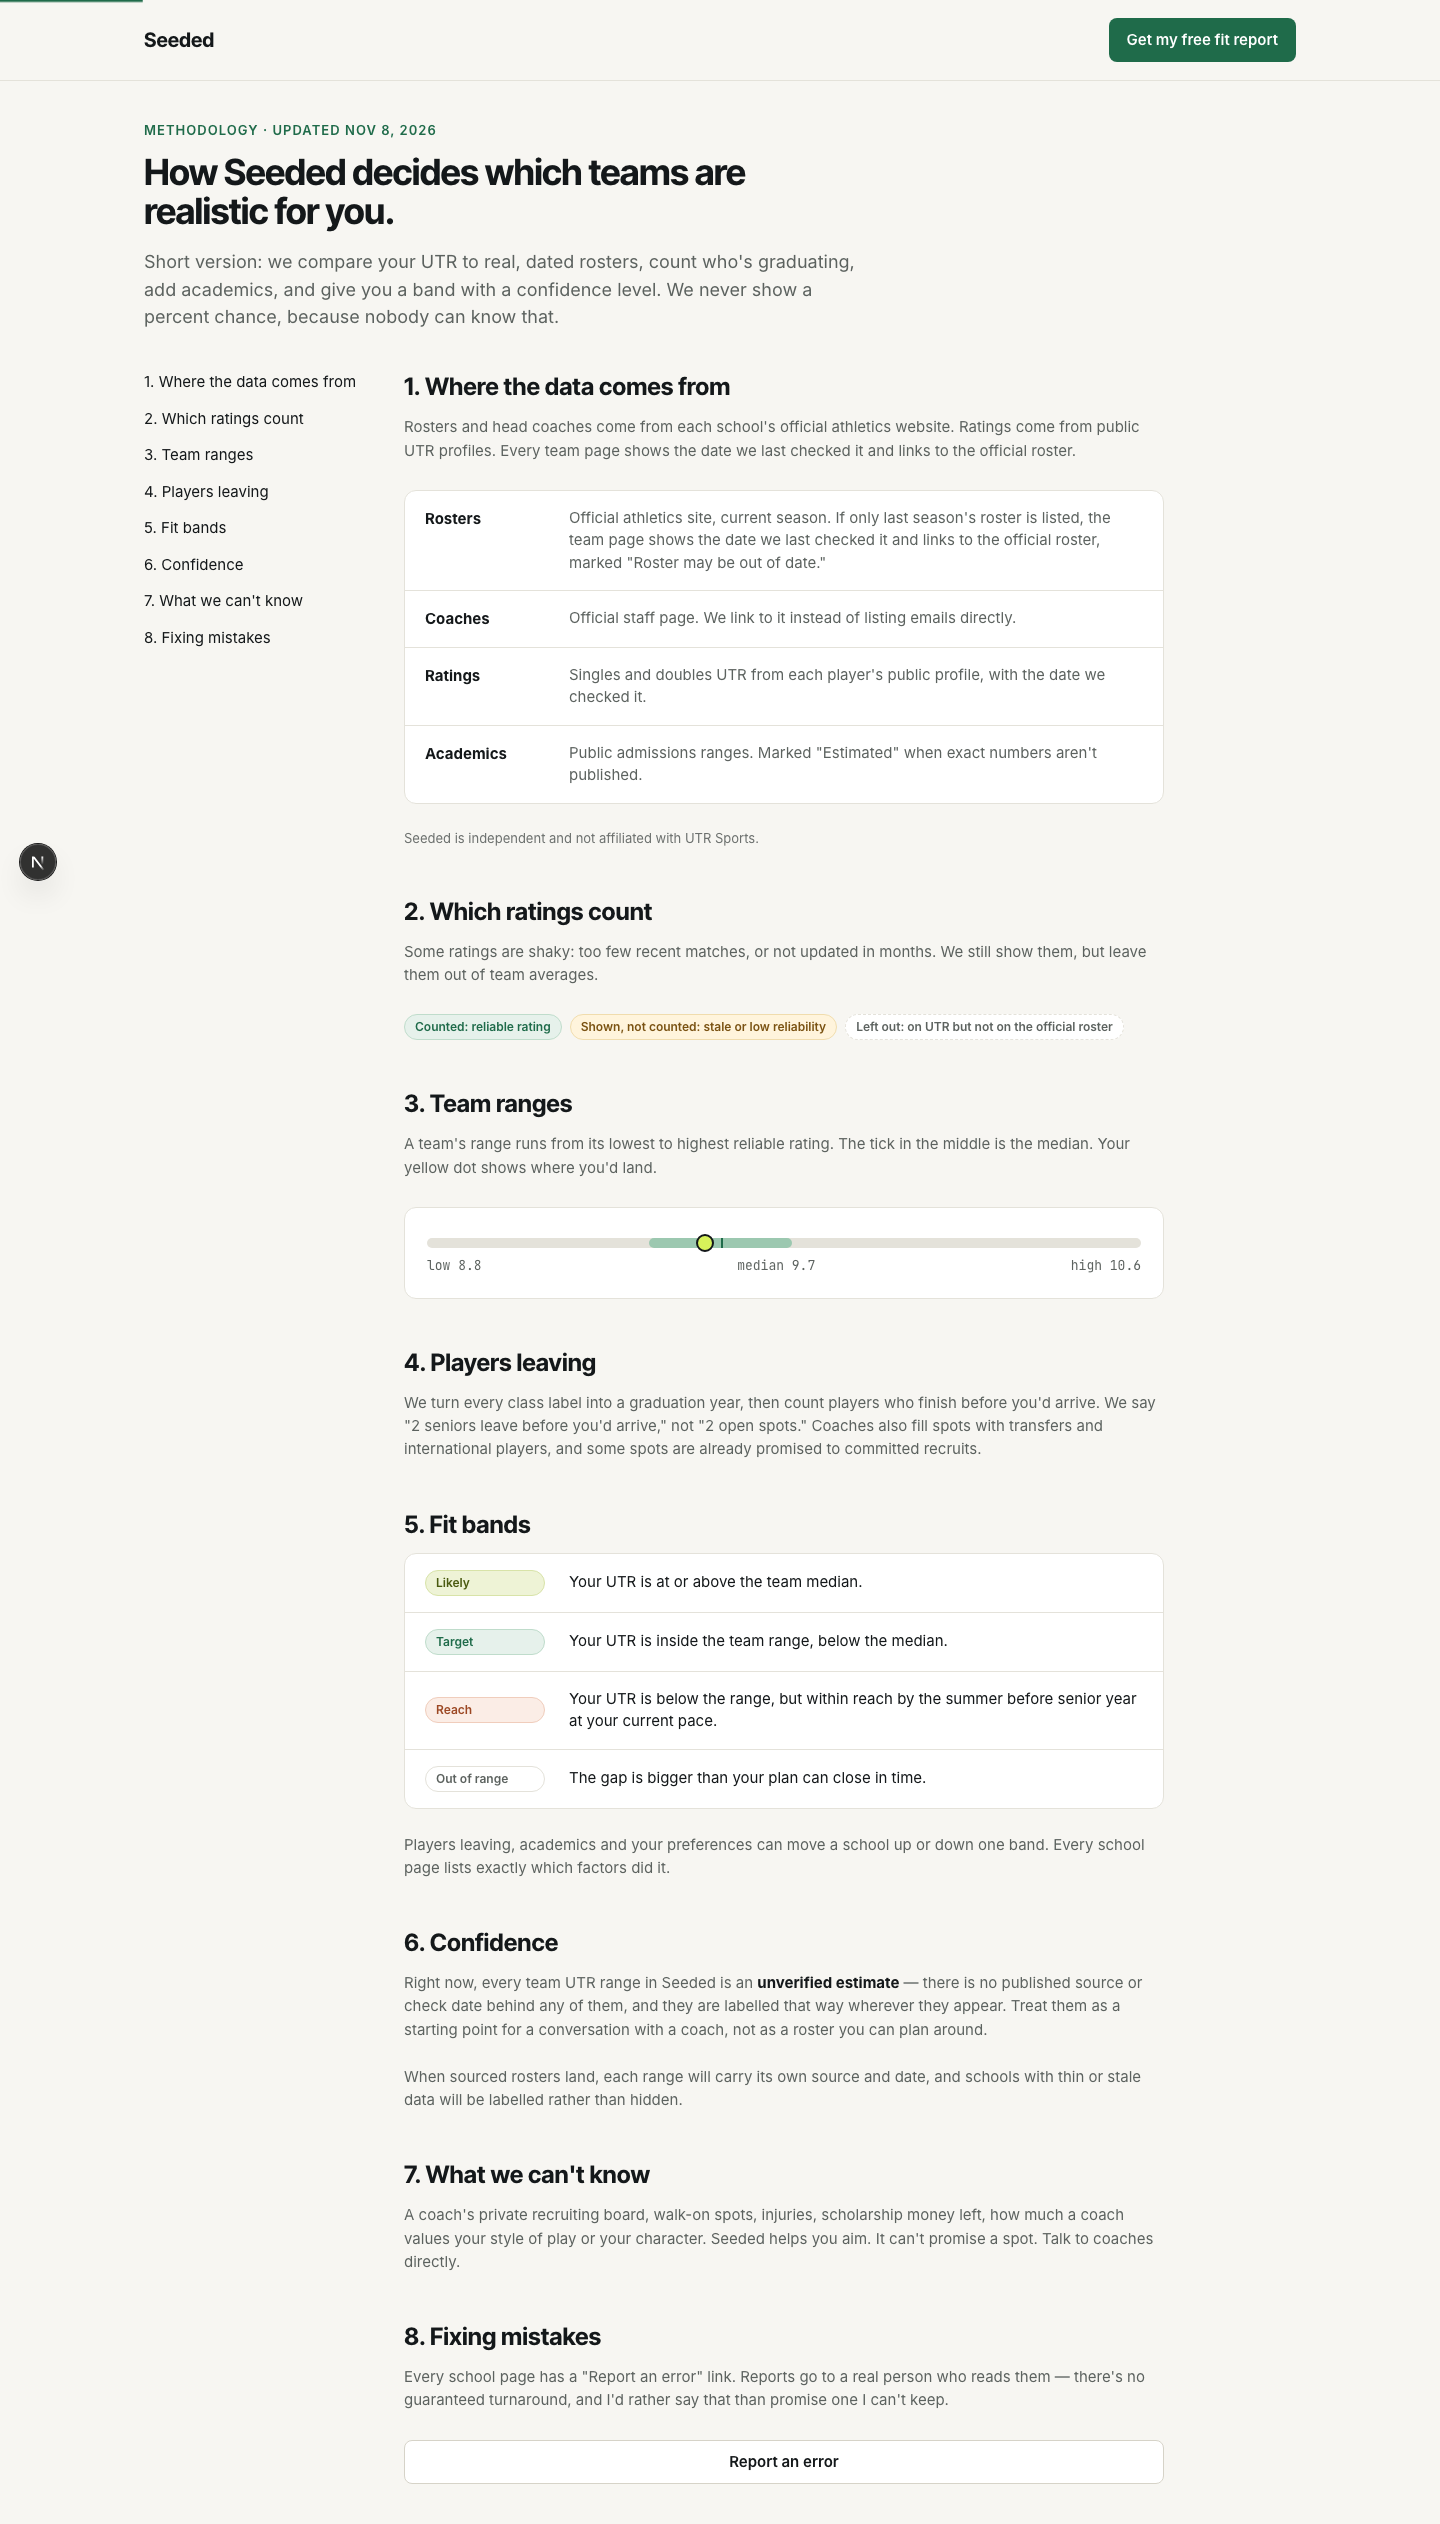 Seeded
Get my free fit report
METHODOLOGY · UPDATED NOV 8, 2026
How Seeded decides which teams are
realistic for you.
Short version: we compare your UTR to real, dated rosters, count who's graduating,
add academics, and give you a band with a confidence level. We never show a
percent chance, because nobody can know that.
1. Where the data comes from
2. Which ratings count
3. Team ranges
4. Players leaving
5. Fit bands
6. Confidence
7. What we can't know
8. Fixing mistakes
1. Where the data comes from
Rosters and head coaches come from each school's official athletics website. Ratings come from public
UTR profiles. Every team page shows the date we last checked it and links to the official roster.
Rosters
Official athletics site, current season. If only last season's roster is listed, the
team page shows the date we last checked it and links to the official roster,
marked "Roster may be out of date."
Coaches
Official staff page. We link to it instead of listing emails directly.
Ratings
Singles and doubles UTR from each player's public profile, with the date we
checked it.
Academics
Public admissions ranges. Marked "Estimated" when exact numbers aren't
published.
Seeded is independent and not affiliated with UTR Sports.
N
2. Which ratings count
Some ratings are shaky: too few recent matches, or not updated in months. We still show them, but leave
them out of team averages.
Counted: reliable rating
Shown, not counted: stale or low reliability
Left out: on UTR but not on the official roster
3. Team ranges
A team's range runs from its lowest to highest reliable rating. The tick in the middle is the median. Your
yellow dot shows where you'd land.
low 8.8
median 9.7
high 10.6
4. Players leaving
We turn every class label into a graduation year, then count players who finish before you'd arrive. We say
"2 seniors leave before you'd arrive," not "2 open spots." Coaches also fill spots with transfers and
international players, and some spots are already promised to committed recruits.
5. Fit bands
Likely
Your UTR is at or above the team median.
Target
Your UTR is inside the team range, below the median.
Reach
Your UTR is below the range, but within reach by the summer before senior year
at your current pace.
Out of range
The gap is bigger than your plan can close in time.
Players leaving, academics and your preferences can move a school up or down one band. Every school
page lists exactly which factors did it.
6. Confidence
Right now, every team UTR range in Seeded is an unverified estimate — there is no published source or
check date behind any of them, and they are labelled that way wherever they appear. Treat them as a
starting point for a conversation with a coach, not as a roster you can plan around.
When sourced rosters land, each range will carry its own source and date, and schools with thin or stale
data will be labelled rather than hidden.
7. What we can't know
A coach's private recruiting board, walk-on spots, injuries, scholarship money left, how much a coach
values your style of play or your character. Seeded helps you aim. It can't promise a spot. Talk to coaches
directly.
8. Fixing mistakes
Every school page has a "Report an error" link. Reports go to a real person who reads them — there's no
guaranteed turnaround, and I'd rather say that than promise one I can't keep.
Report an error